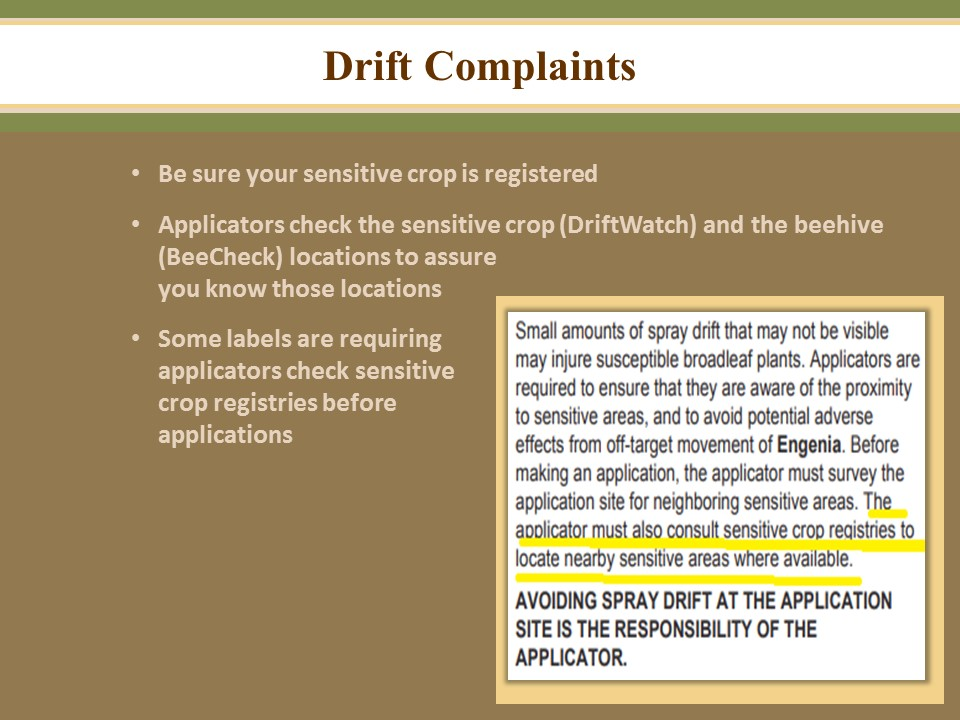 Drift Complaints
• Be sure your sensitive crop is registered
• Applicators check the sensitive crop (DriftWatch) and the beehive
(BeeCheck) locations to assure
you know those locations
• Some labels are requiring
applicators check sensitive
crop registries before
applications
Small amounts of spray drift that may not be visible
may injure susceptible broadleaf plants. Applicators are
required to ensure that they are aware of the proximity
to sensitive areas, and to avoid potential adverse
effects from off-target movement of Engenia. Before
making an application, the applicator must survey the
application site for neighboring sensitive areas. The
applicator must also consult sensitive crop registries to
locate nearby sensitive areas where available.
AVOIDING SPRAY DRIFT AT THE APPLICATION
SITE IS THE RESPONSIBILITY OF THE
APPLICATOR.